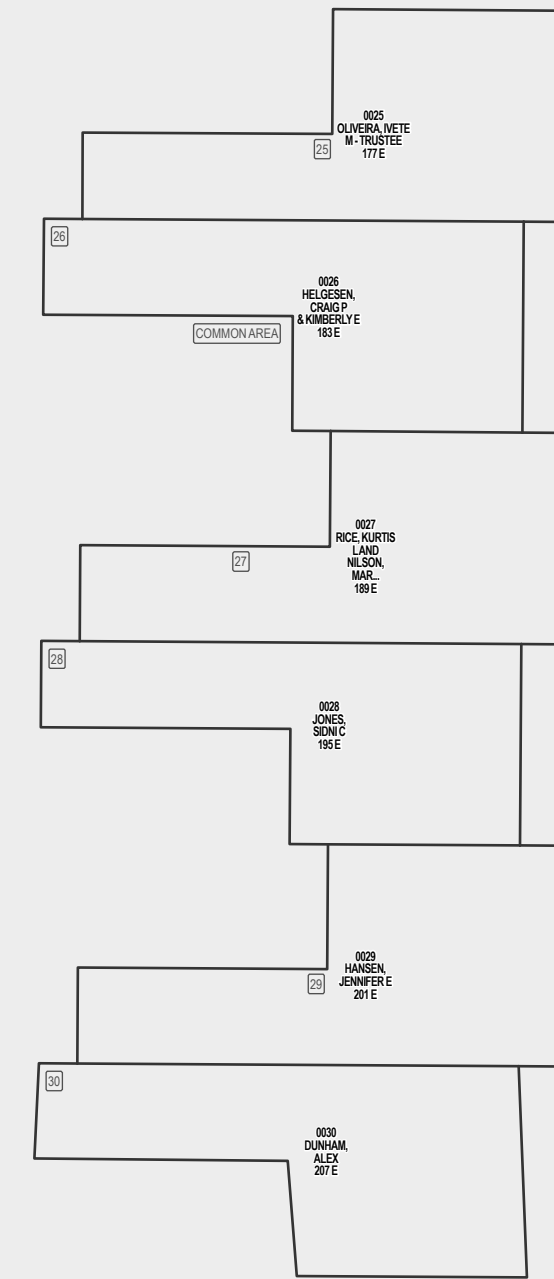 0025
OLIVEIRA, IVETE
M - TRUSTEE
177 E
25
26
0026
HELGESEN,
CRAIG P
& KIMBERLY E
183 E
COMMON AREA
0027
RICE, KURTIS
LAND
NILSON,
MAR...
189 E
27
28
0028
JONES,
SIDNI C
195 E
0029
HANSEN,
JENNIFER E
201 E
29
30
0030
DUNHAM,
ALEX
207 E